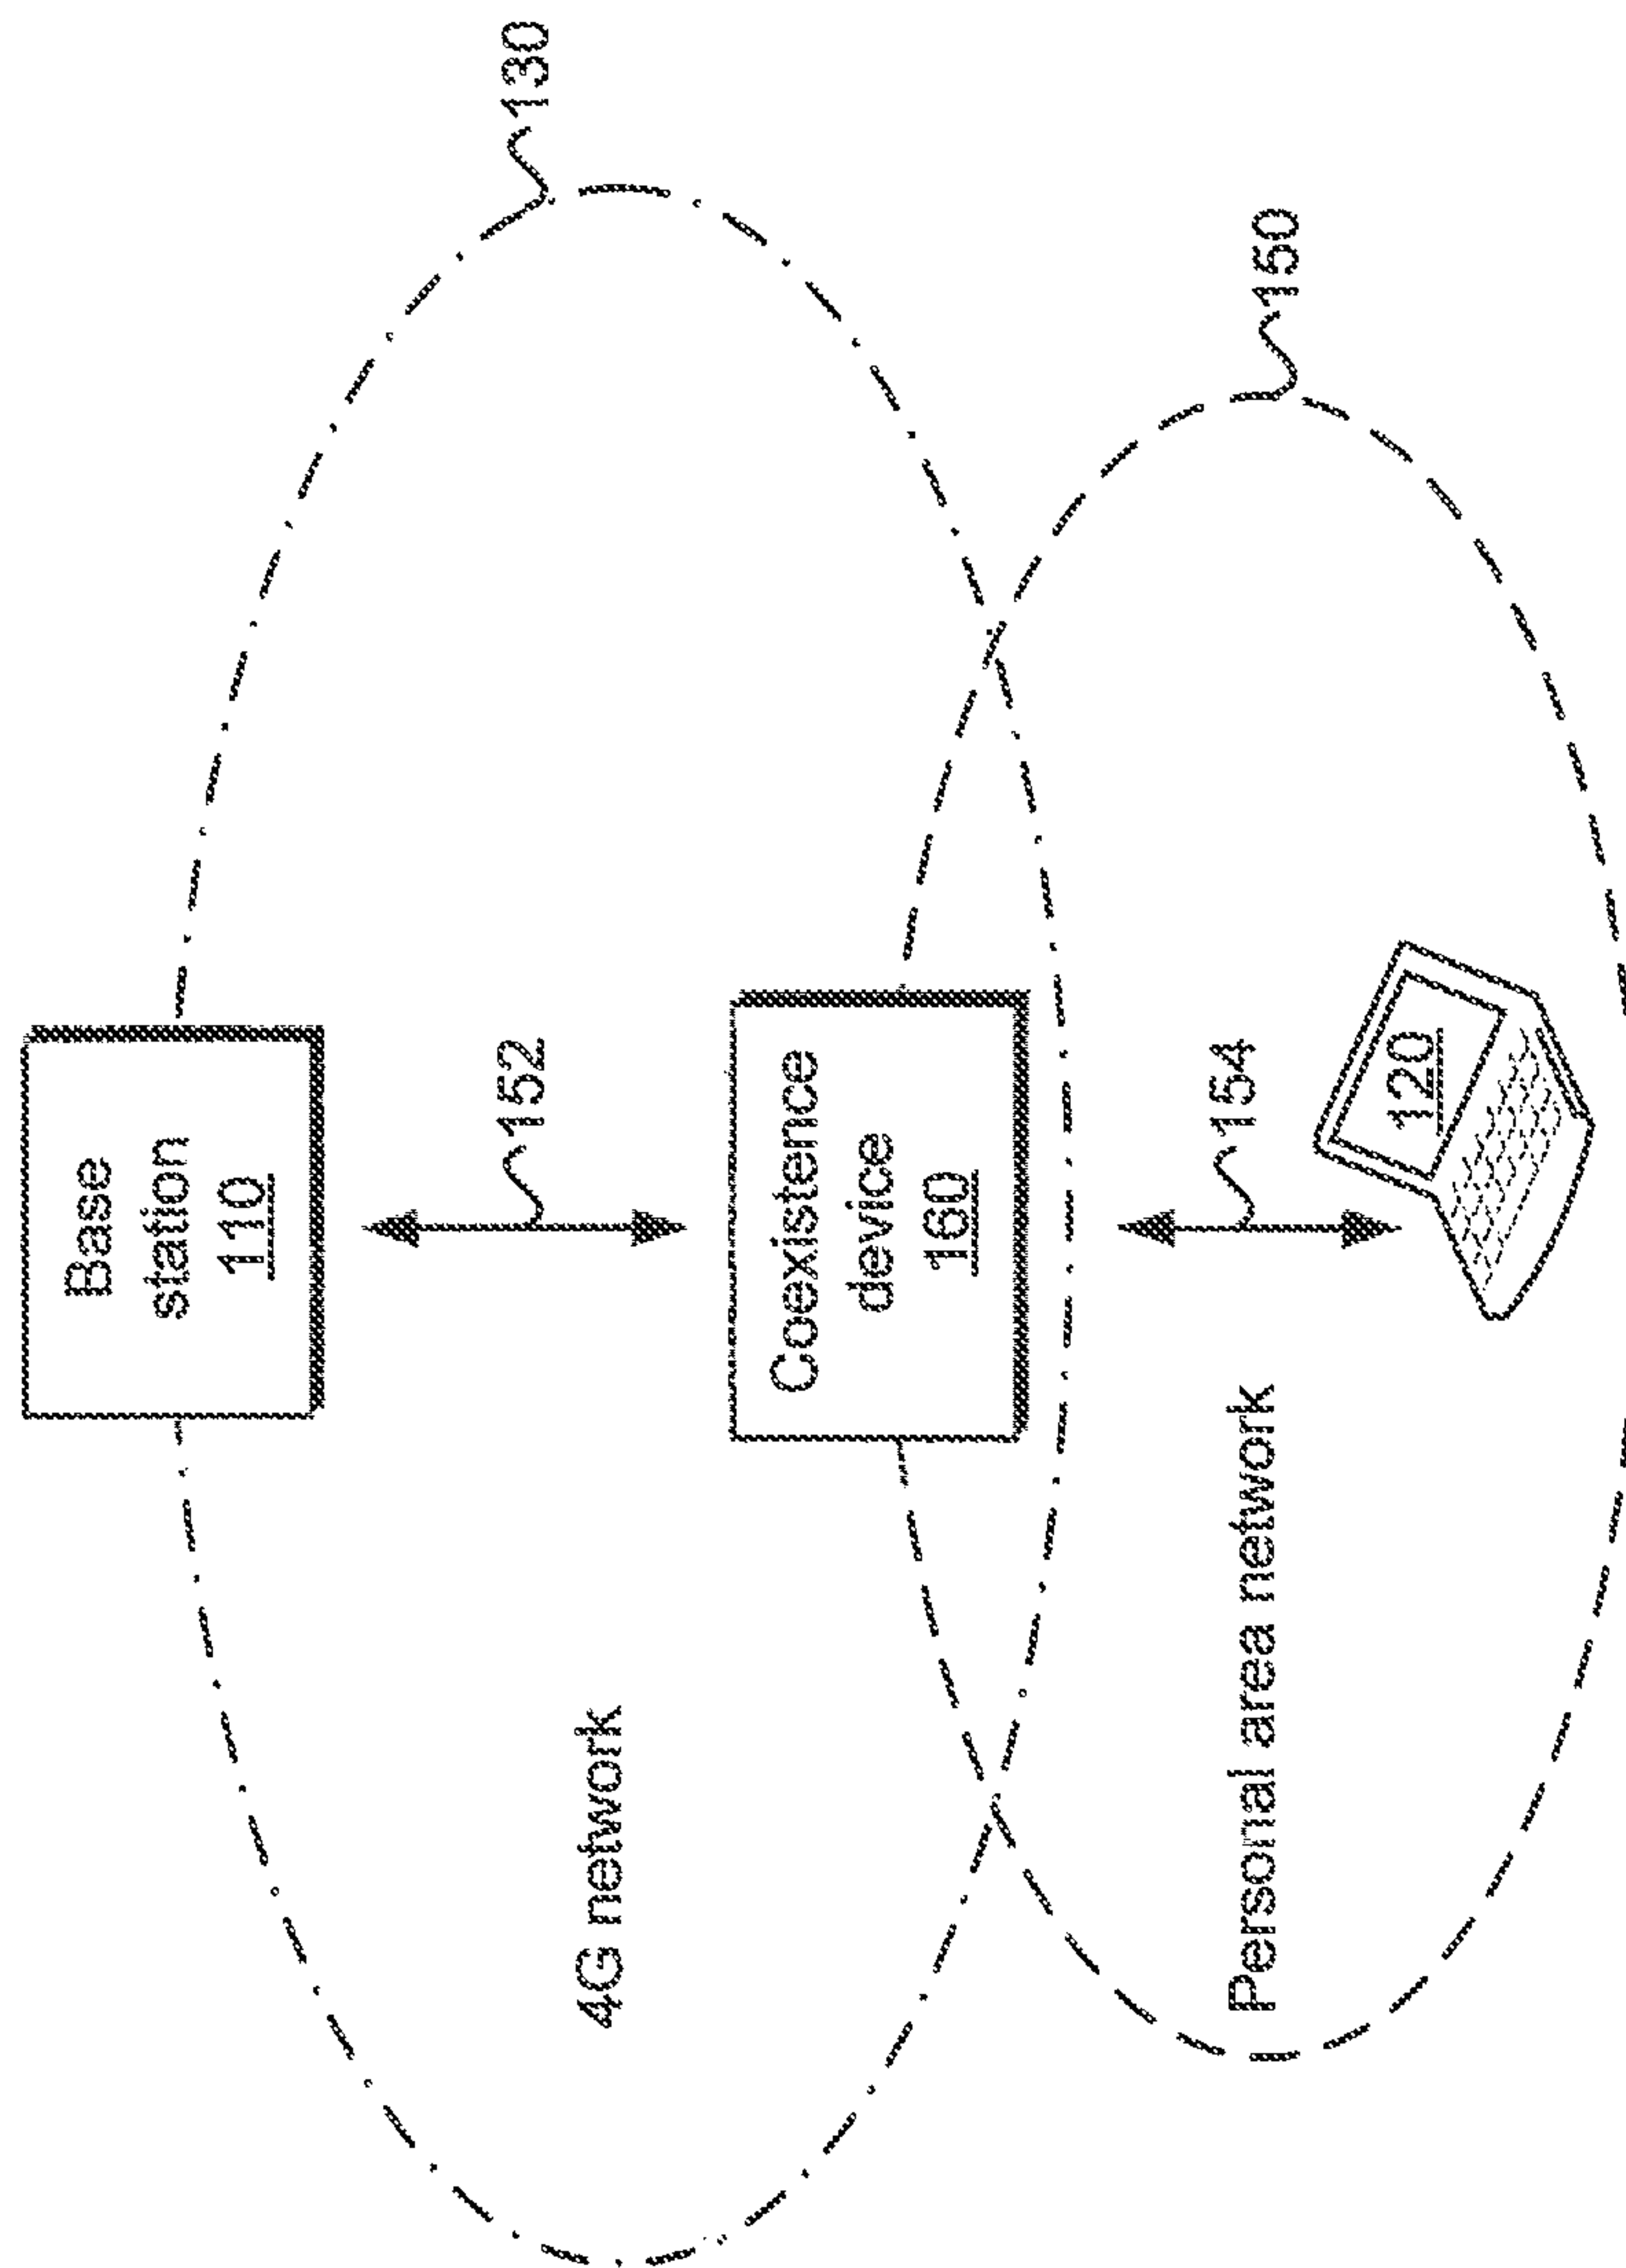 Base
station
110
152
130
4G network
Coexistence
device
160
154
150
Personal area network
120